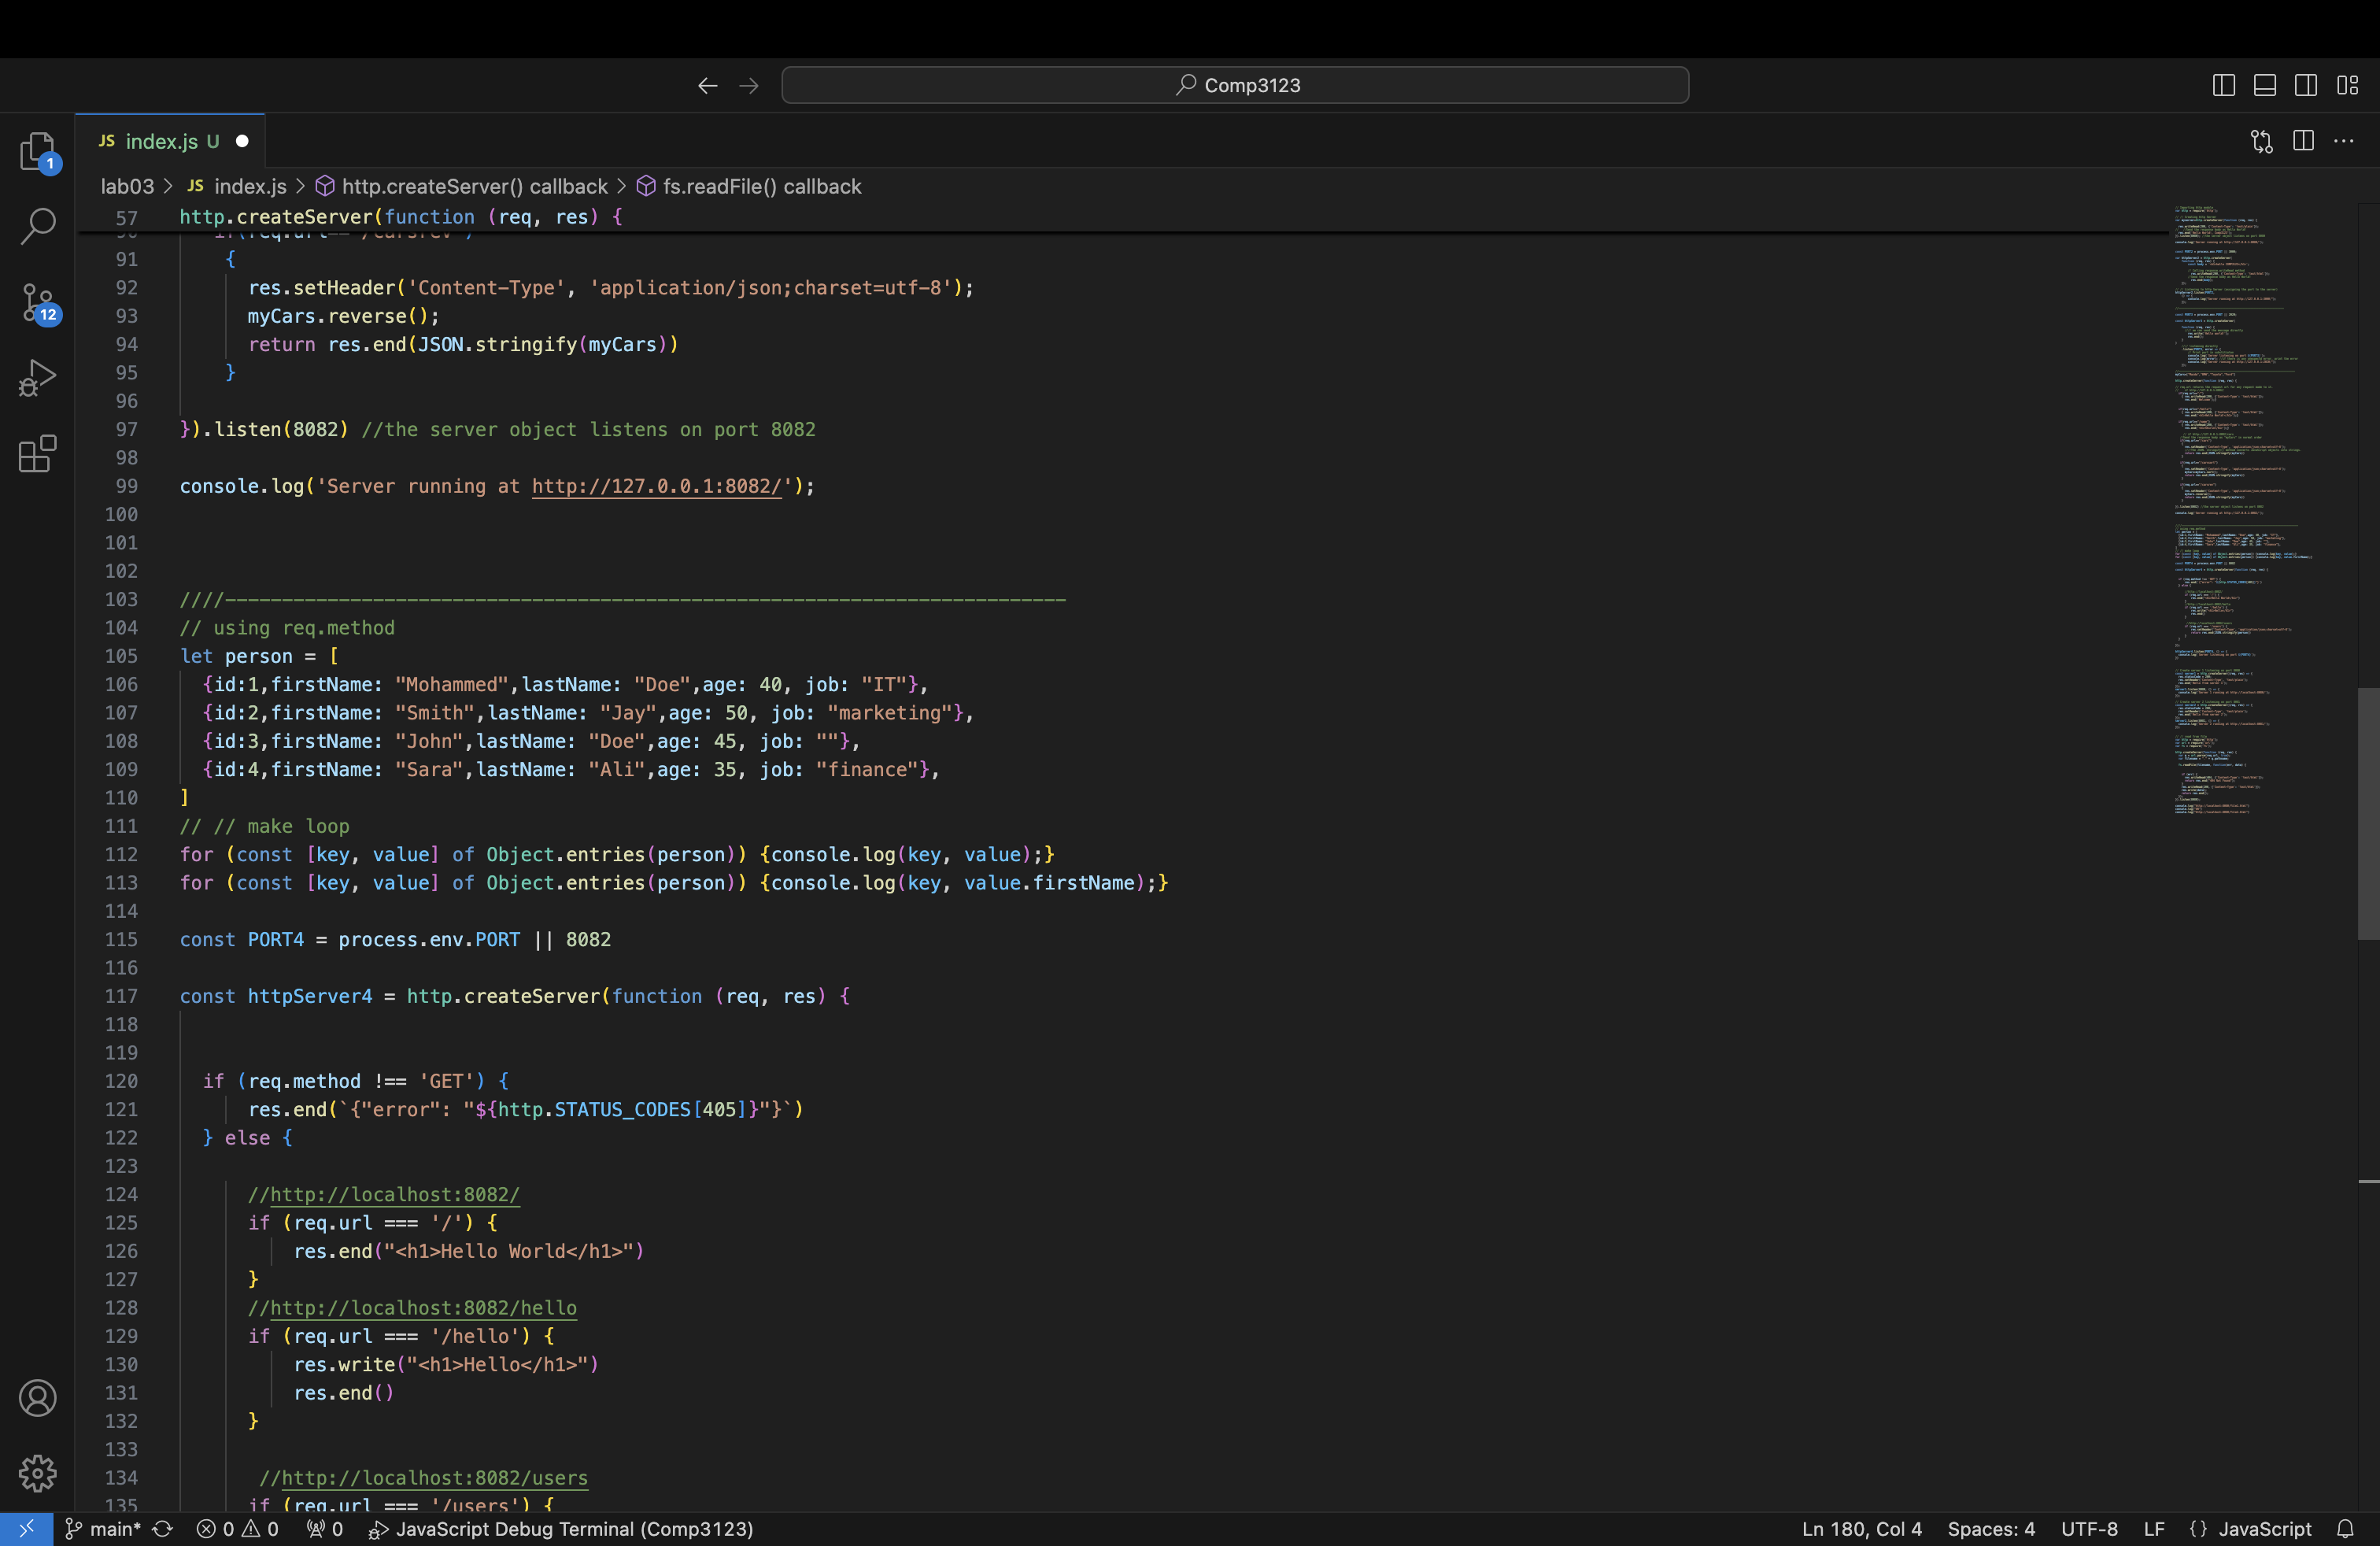 Comp3123
JS index.js U
1
lab03 > JS index.js > http.createServer() callback > fs.readFile() callback
57 http.createServer(function (req, res) {
91 {
92 res.setHeader('Content-Type', 'application/json;charset=utf-8');
93 myCars.reverse();
94 return res.end(JSON.stringify(myCars))
95 }
96
97 }).listen(8082) //the server object listens on port 8082
98
99 console.log('Server running at http://127.0.0.1:8082/');
100
101
102
103 ////--------------------------------------------------------------------------
104 // using req.method
105 let person = [
106 {id:1,firstName: "Mohammed",lastName: "Doe",age: 40, job: "IT"},
107 {id:2,firstName: "Smith",lastName: "Jay",age: 50, job: "marketing"},
108 {id:3,firstName: "John",lastName: "Doe",age: 45, job: ""},
109 {id:4,firstName: "Sara",lastName: "Ali",age: 35, job: "finance"},
110 ]
111 // // make loop
112 for (const [key, value] of Object.entries(person)) {console.log(key, value);}
113 for (const [key, value] of Object.entries(person)) {console.log(key, value.firstName);}
114
115 const PORT4 = process.env.PORT || 8082
116
117 const httpServer4 = http.createServer(function (req, res) {
118
119
120 if (req.method !== 'GET') {
121 res.end(`{"error": "${http.STATUS_CODES[405]}"}`)
122 } else {
123
124 //http://localhost:8082/
125 if (req.url === '/') {
126 res.end("<h1>Hello World</h1>")
127 }
128 //http://localhost:8082/hello
129 if (req.url === '/hello') {
130 res.write("<h1>Hello</h1>")
131 res.end()
132 }
133
134 //http://localhost:8082/users
135 if (req.url === '/users') {
12
main* 0 0 0 JavaScript Debug Terminal (Comp3123)
Ln 180, Col 4 Spaces: 4 UTF-8 LF {} JavaScript